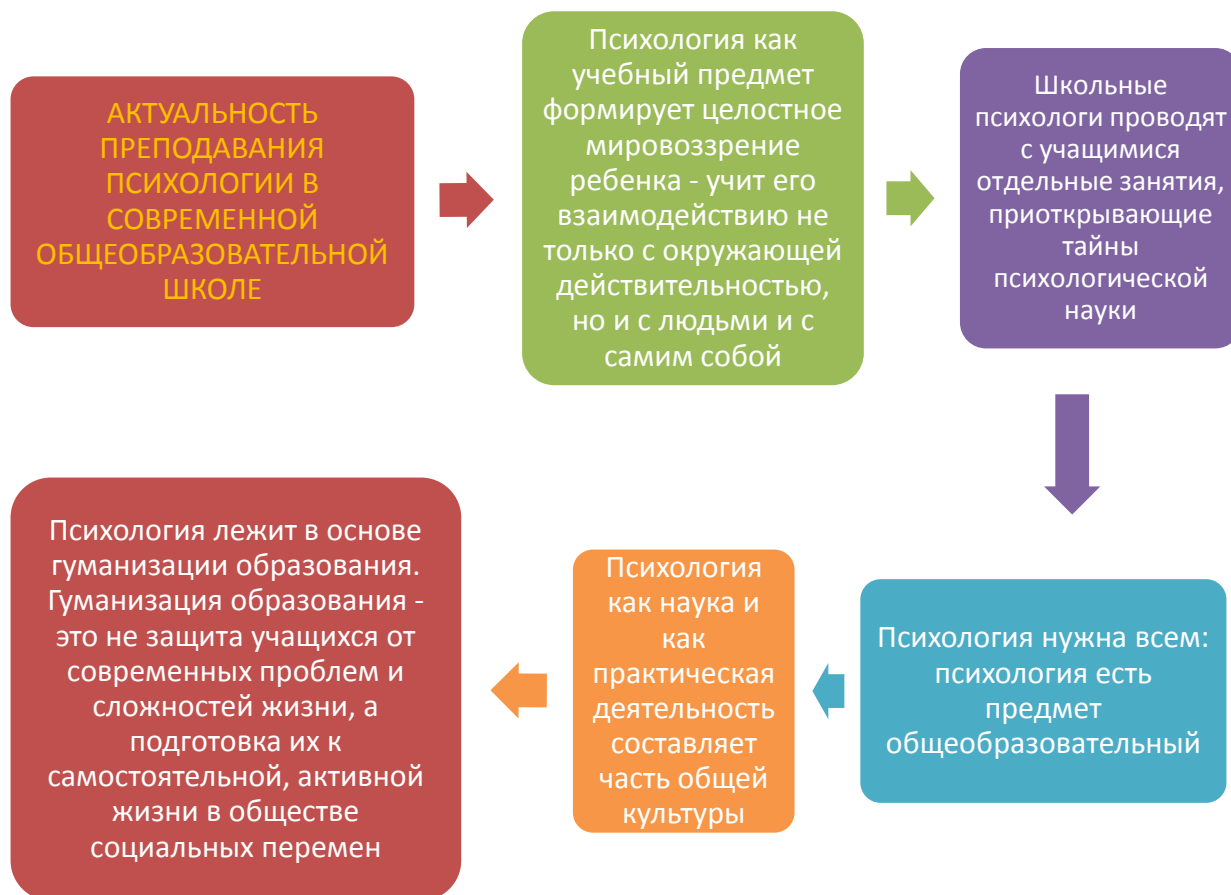 АКТУАЛЬНОСТЬ
ПРЕПОДАВАНИЯ
ПСИХОЛОГИИ В
СОВРЕМЕННОЙ
ОБЩЕОБРАЗОВАТЕЛЬНОЙ
ШКОЛЕ
Психология как
учебный предмет
формирует целостное
мировоззрение
ребенка - учит его
взаимодействию не
только с окружающей
действительностью,
но и с людьми и с
самим собой
Школьные
психологи проводят
с учащимися
отдельные занятия,
приоткрывающие
тайны
психологической
науки
Психология нужна всем:
психология есть
предмет
общеобразовательный
Психология
как наука и
как
практическая
деятельность
составляет
часть общей
культуры
Психология лежит в основе
гуманизации образования.
Гуманизация образования -
это не защита учащихся от
современных проблем и
сложностей жизни, а
подготовка их к
самостоятельной, активной
жизни в обществе
социальных перемен